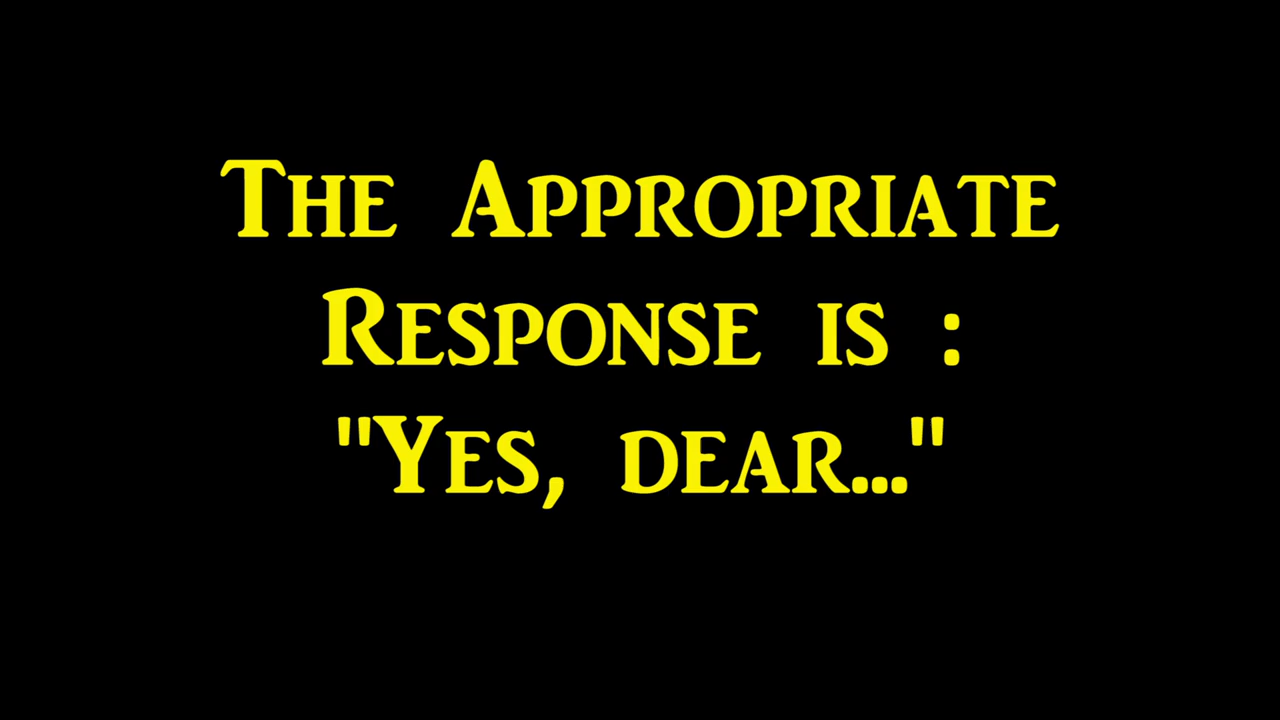 The Appropriate
Response is :
"Yes, dear..."